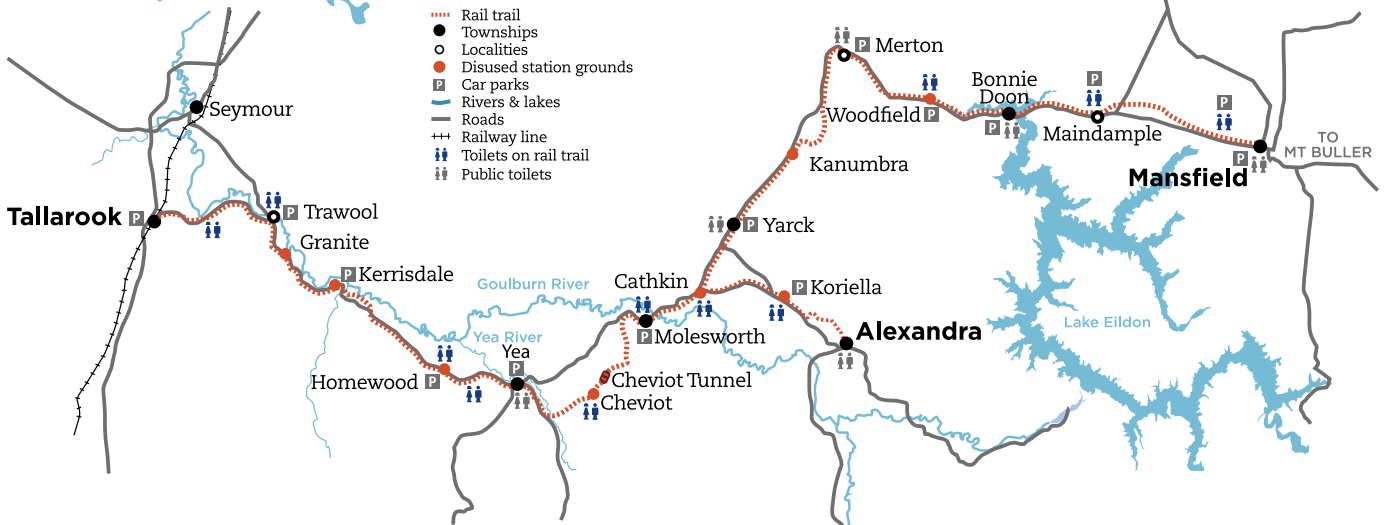 Rail trail
Townships
Localities
Disused station grounds
P Car parks
Rivers & lakes
Roads
Railway line
Toilets on rail trail
Public toilets
Seymour
Tallarook P
P Trawool
Granite
P Kerrisdale
Goulburn River
Yea River
Homewood P
Yea
P
Cheviot Tunnel
Cheviot
Cathkin
P Molesworth
P Yarck
P Koriella
Alexandra
Kanumbra
P Merton
Woodfield P
Bonnie
Doon
P
P
Maindample
P
P
Mansfield
TO
MT BULLER
Lake Eildon